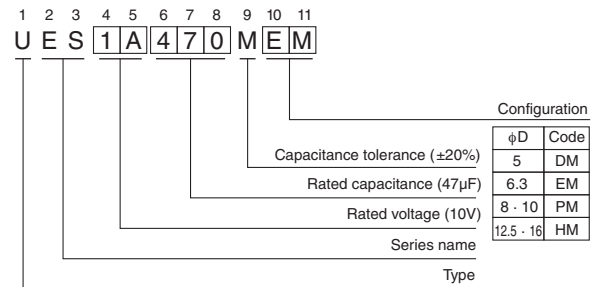 1 2 3 4 5 6 7 8 9 10 11
U E S 1 A 4 7 0 M E M
Configuration
ϕD Code
5 DM
6.3 EM
8 · 10 PM
12.5 · 16 HM
Capacitance tolerance (±20%)
Rated capacitance (47µF)
Rated voltage (10V)
Series name
Type